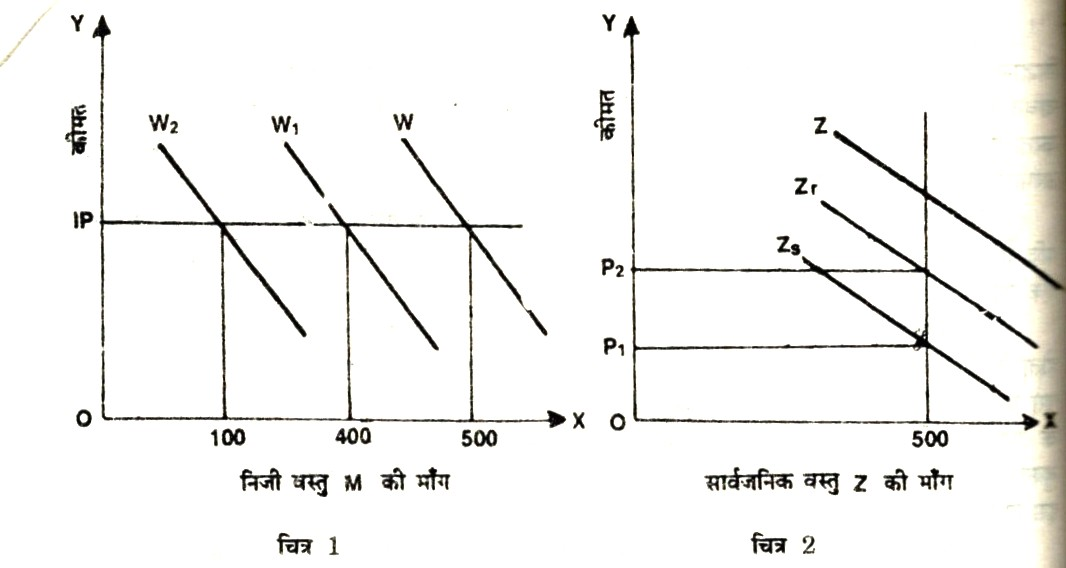 Y
कीमत
W₂
W₁
W
IP
O
100
400
500
X
निजी वस्तु M की माँग
चित्र 1
Y
कीमत
Z
Zr
Zs
P₂
P₁
O
500
X
सार्वजनिक वस्तु Z की माँग
चित्र 2